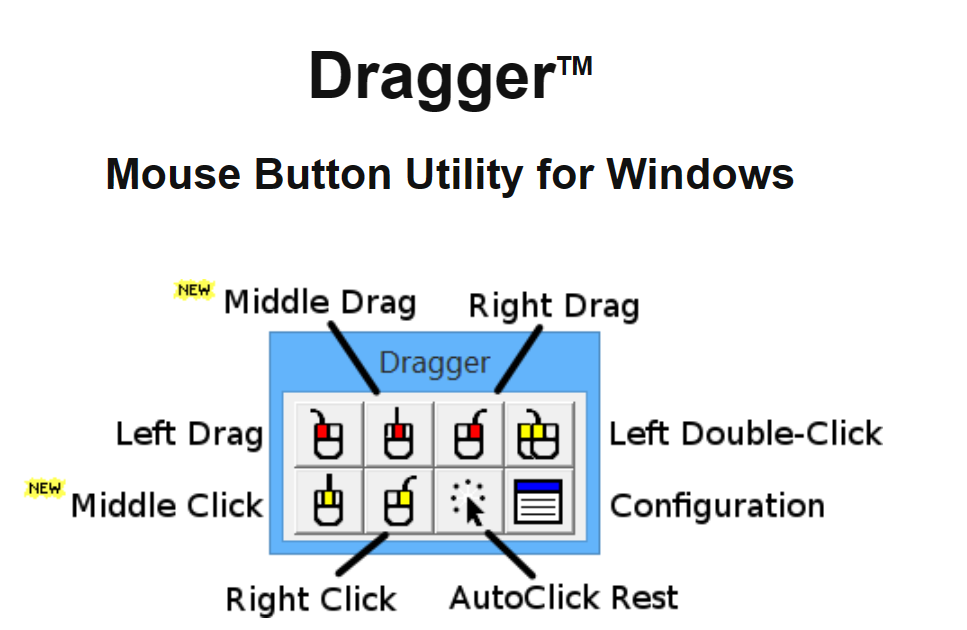 Dragger™
Mouse Button Utility for Windows
NEW Middle Drag
Right Drag
Dragger
Left Drag
Left Double-Click
NEW Middle Click
Configuration
Right Click
AutoClick Rest